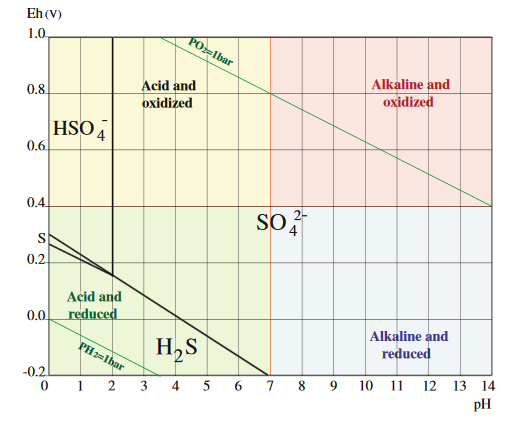 Eh (V)
1.0
PO2=1bar
Acid and
oxidized
Alkaline and
oxidized
0.8
HSO4-
0.6
0.4
SO42-
S
0.2
Acid and
reduced
0.0
PH2=1bar
H2S
Alkaline and
reduced
-0.2
0 1 2 3 4 5 6 7 8 9 10 11 12 13 14
pH